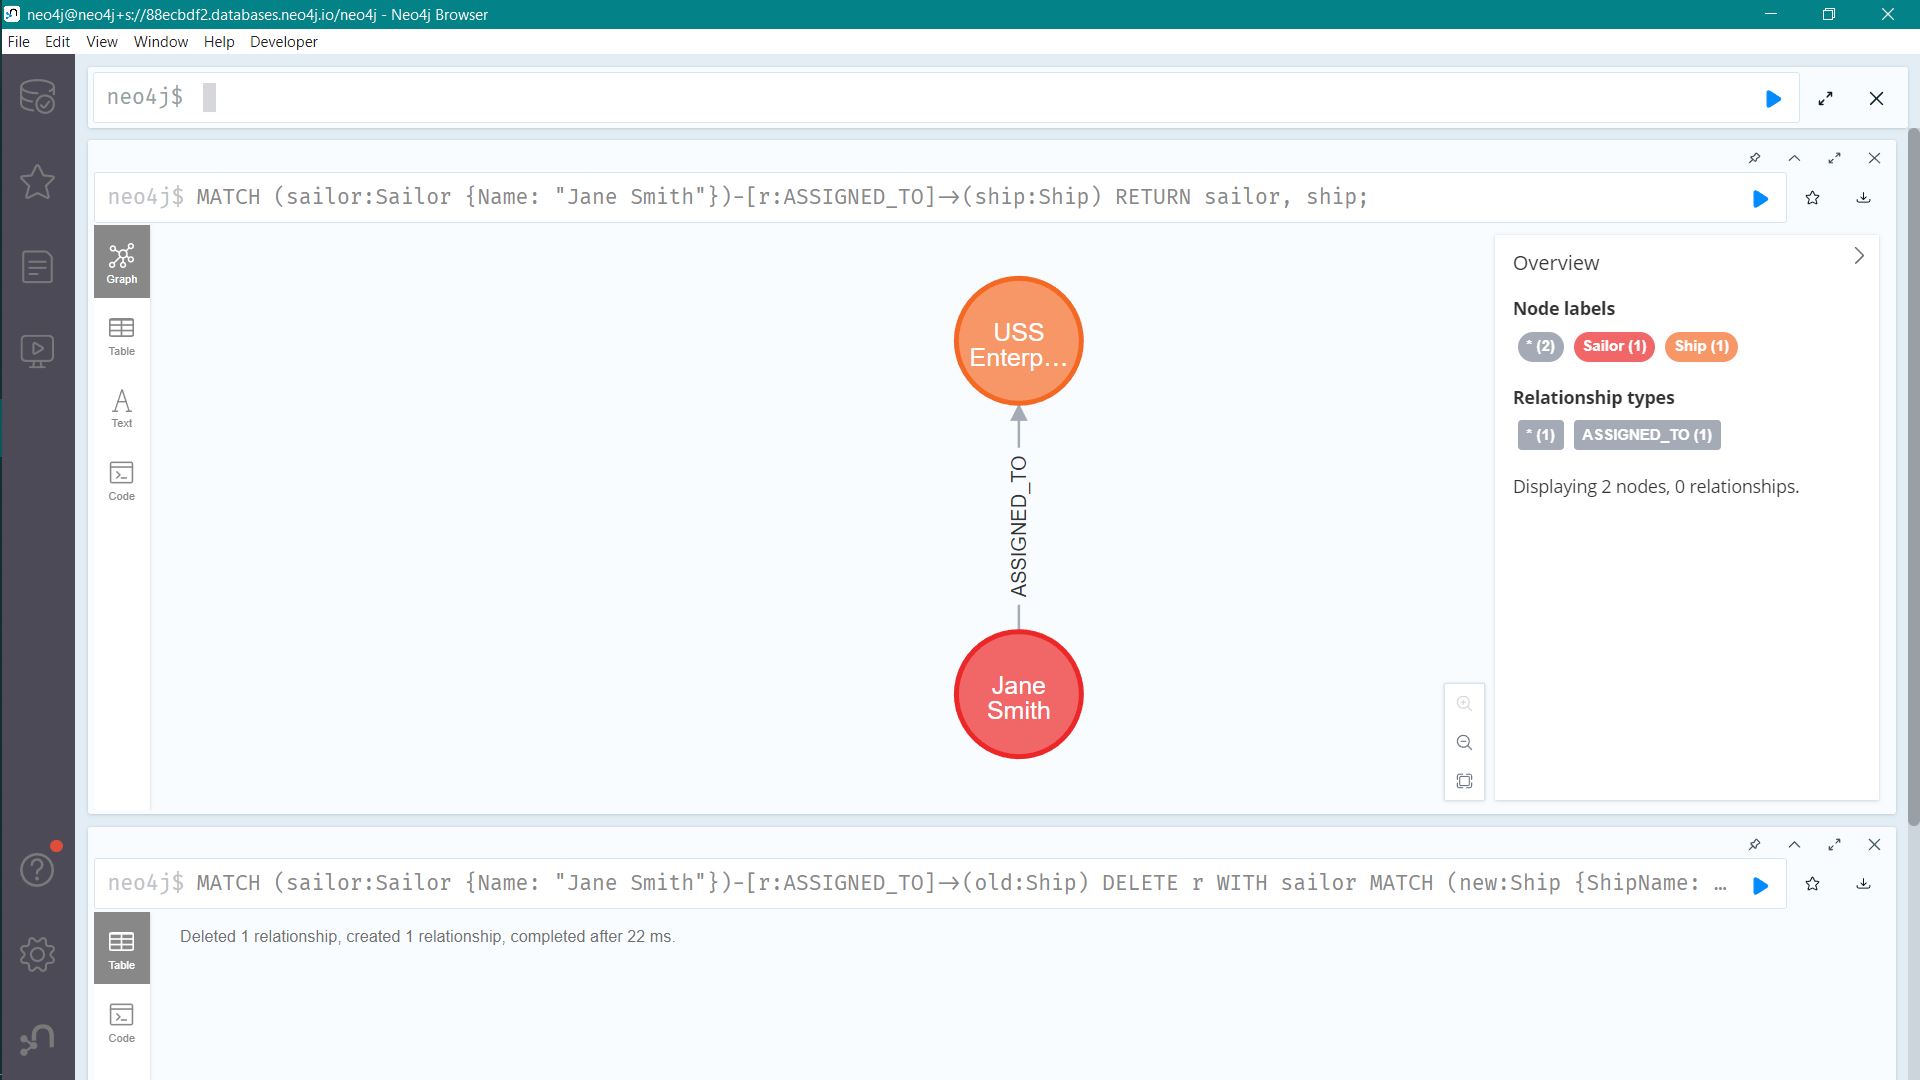 neo4j@neo4j+s://88ecbdf2.databases.neo4j.io/neo4j - Neo4j Browser
File Edit View Window Help Developer
neo4j$
neo4j$ MATCH (sailor:Sailor {Name: "Jane Smith"})-[r:ASSIGNED_TO]->(ship:Ship) RETURN sailor, ship;
Graph
Table
Text
Code
USS
Enterp...
ASSIGNED_TO
Jane
Smith
Overview
Node labels
* (2) Sailor (1) Ship (1)
Relationship types
* (1) ASSIGNED_TO (1)
Displaying 2 nodes, 0 relationships.
neo4j$ MATCH (sailor:Sailor {Name: "Jane Smith"})-[r:ASSIGNED_TO]->(old:Ship) DELETE r WITH sailor MATCH (new:Ship {ShipName: …
Table
Code
Deleted 1 relationship, created 1 relationship, completed after 22 ms.